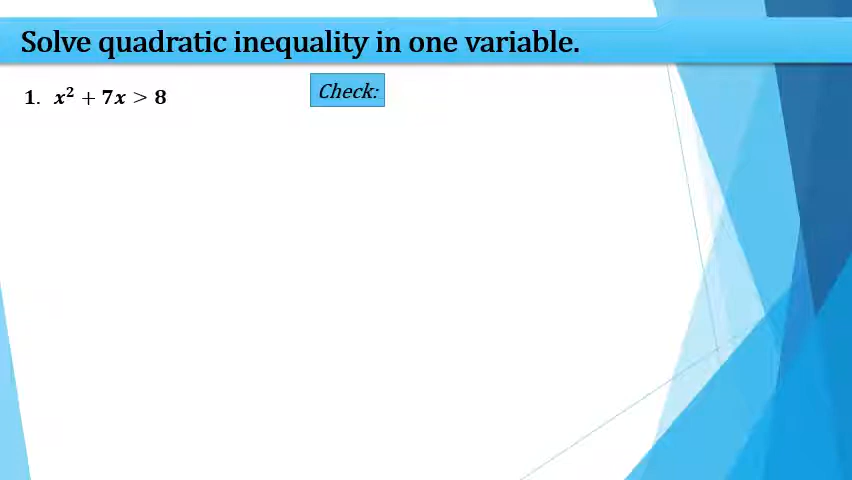 Solve quadratic inequality in one variable.
1. x² + 7x > 8
Check: